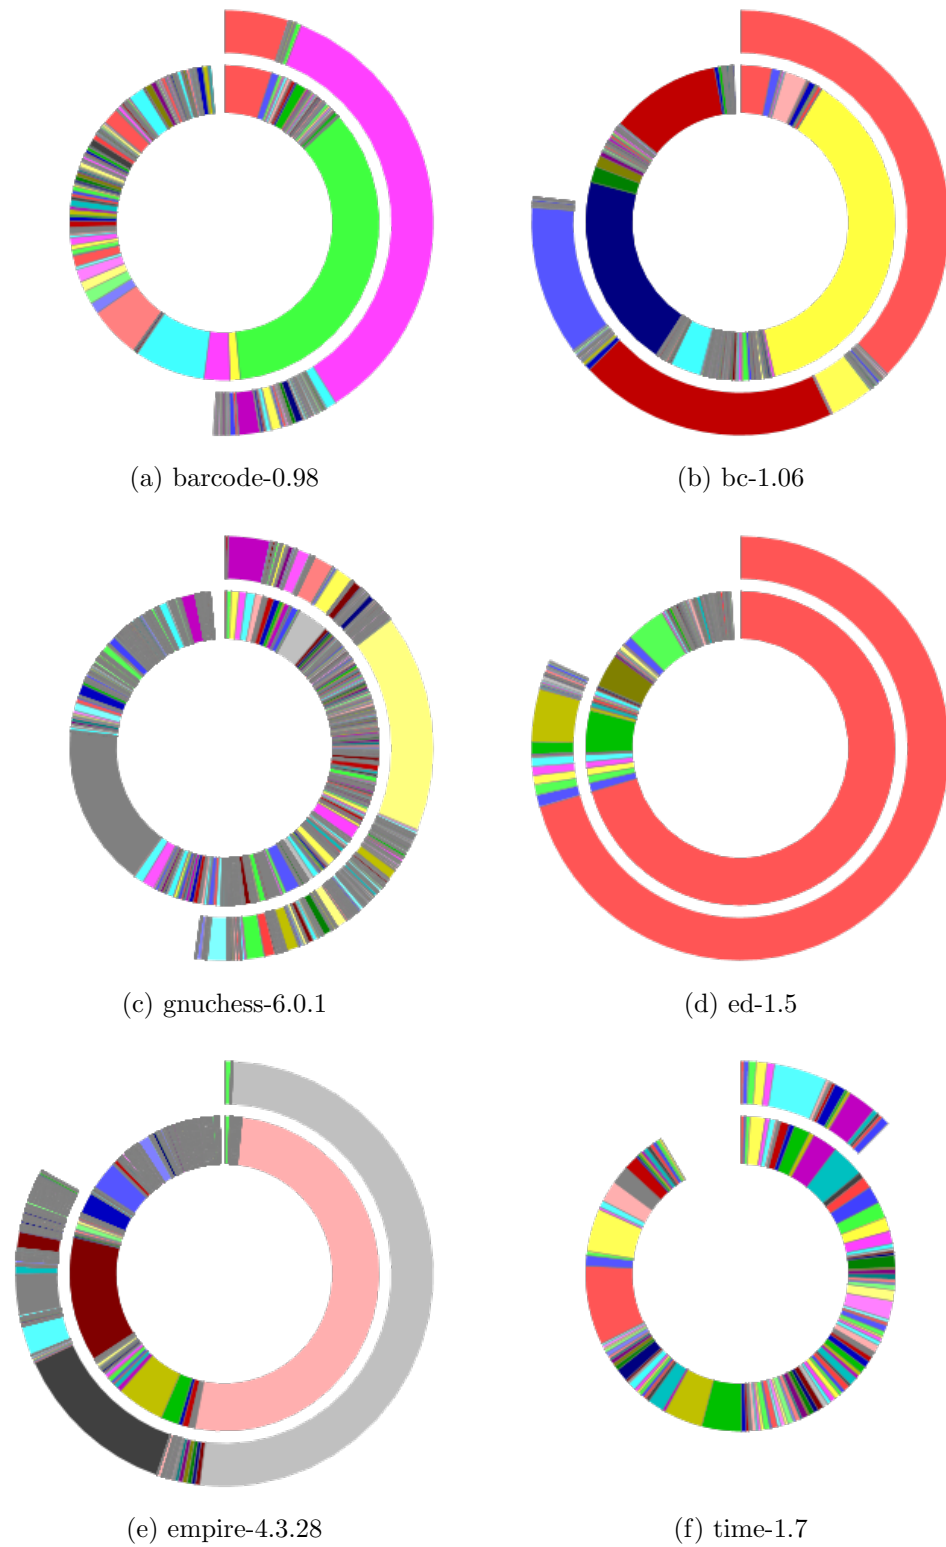 (a) barcode-0.98
(b) bc-1.06
(c) gnuchess-6.0.1
(d) ed-1.5
(e) empire-4.3.28
(f) time-1.7